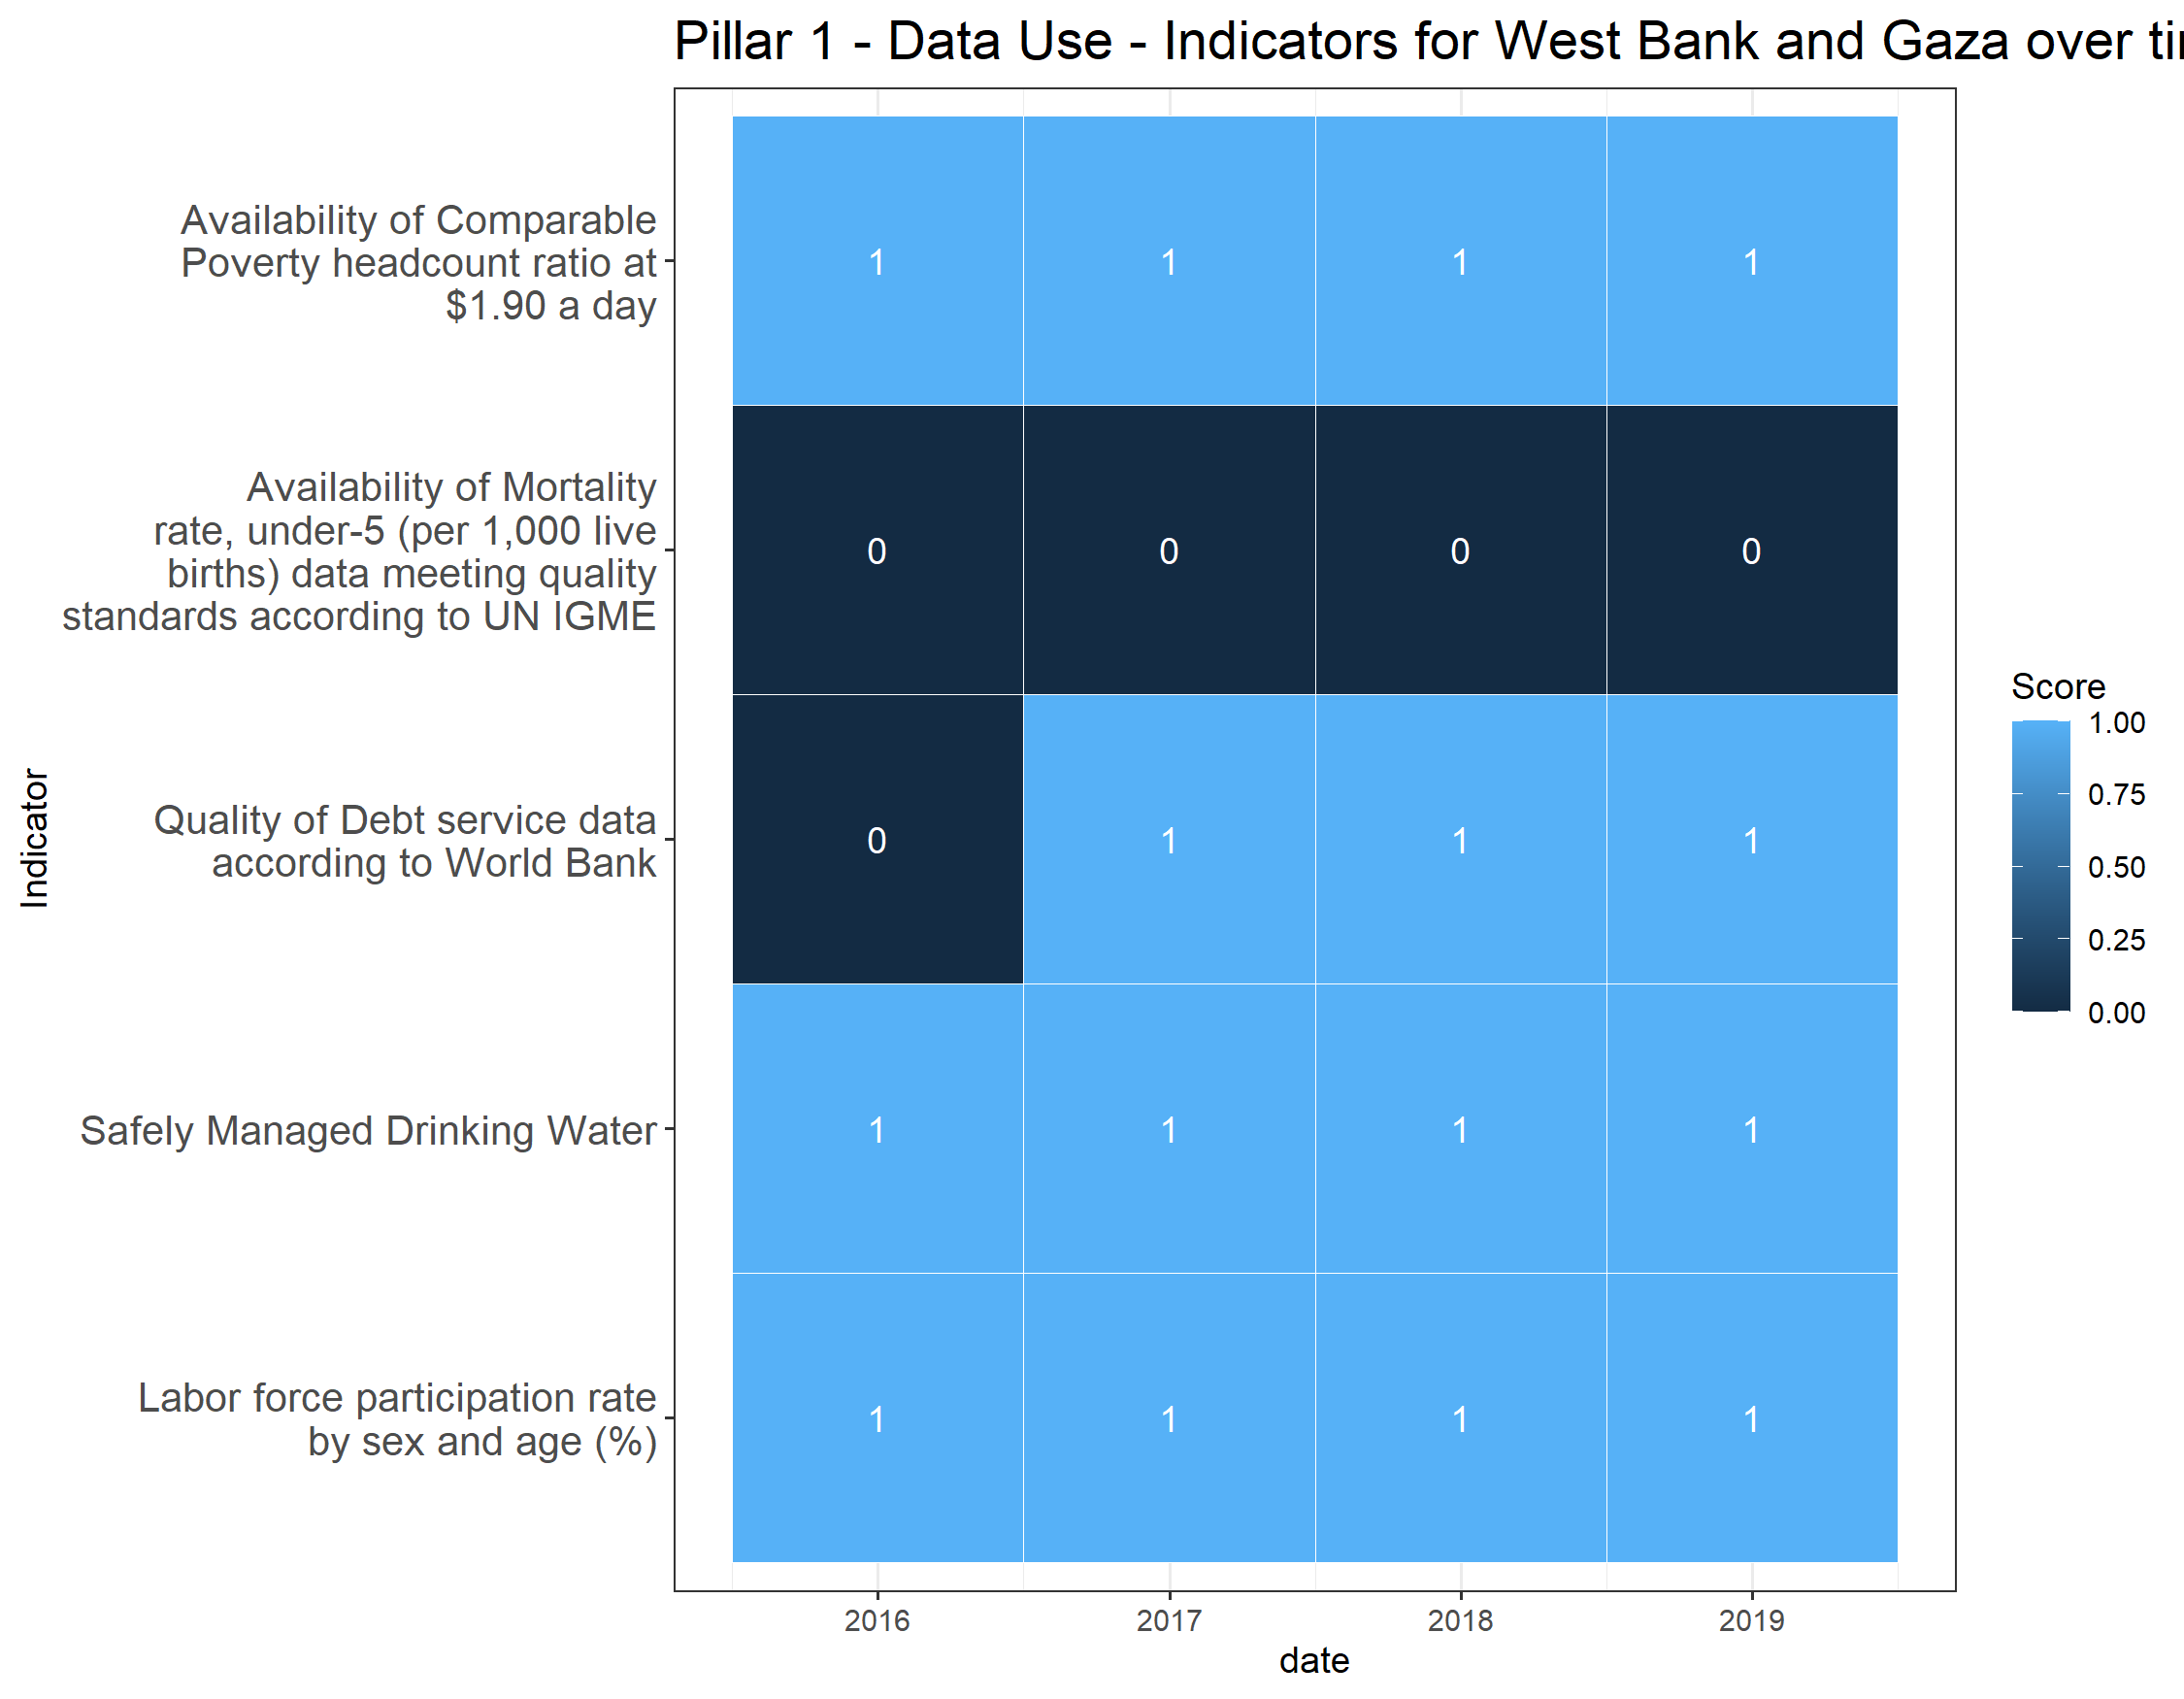 Pillar 1 - Data Use - Indicators for West Bank and Gaza over
Availability of Comparable
Poverty headcount ratio at
$1.90 a day
1 1 1 1
Availability of Mortality
rate, under-5 (per 1,000 live
births) data meeting quality
standards according to UN IGME
0 0 0 0
Quality of Debt service data
according to World Bank
0 1 1 1
Safely Managed Drinking Water
1 1 1 1
Labor force participation rate
by sex and age (%)
1 1 1 1
Indicator
2016 2017 2018 2019
date
Score
1.00
0.75
0.50
0.25
0.00